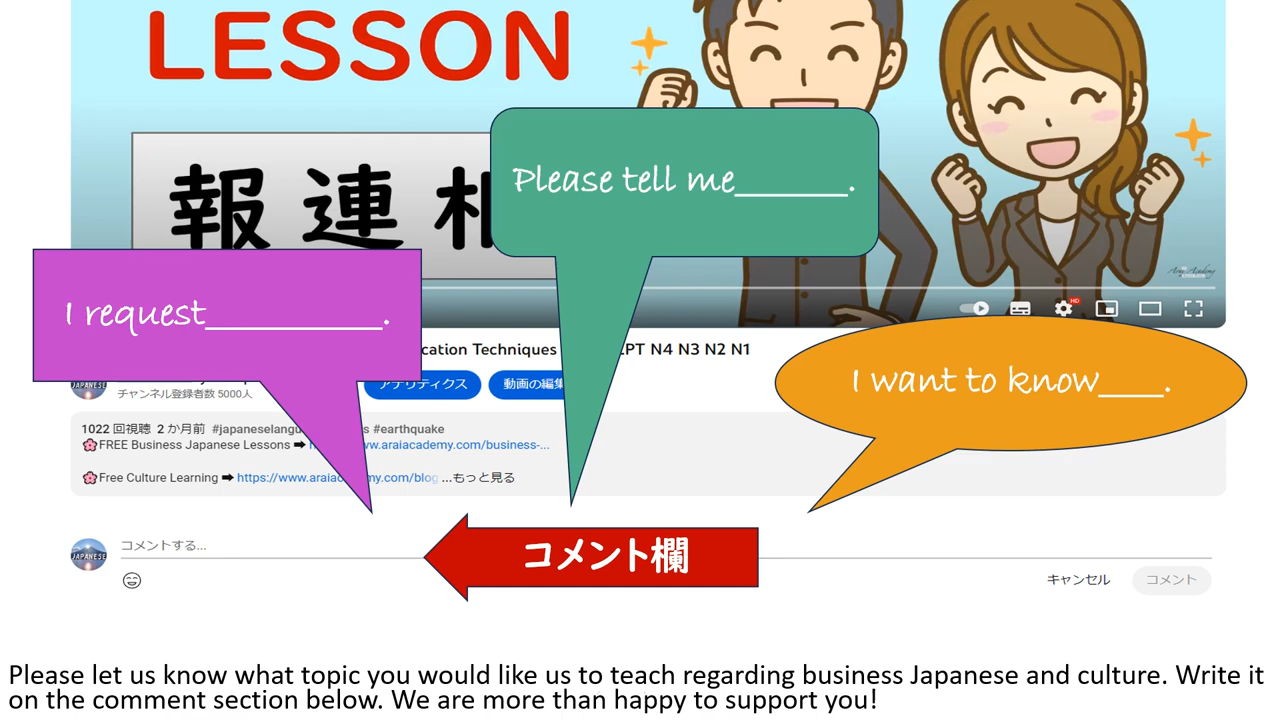 LESSON
報連相
Please tell me_______.
I request___________.
I want to know____.
cation Techniques
PT N4 N3 N2 N1
チャンネル登録者数 5000人
アナリティクス
動画の編集
1022 回視聴 2 か月前 #japaneselangu s #earthquake
🌸FREE Business Japanese Lessons ➡ h ww.araiacademy.com/business-...
🌸Free Culture Learning ➡ https://www.araiacademy.com/blog ...もっと見る
JAPANESE
コメントする...
コメント欄
キャンセル
コメント
Please let us know what topic you would like us to teach regarding business Japanese and culture. Write it
on the comment section below. We are more than happy to support you!